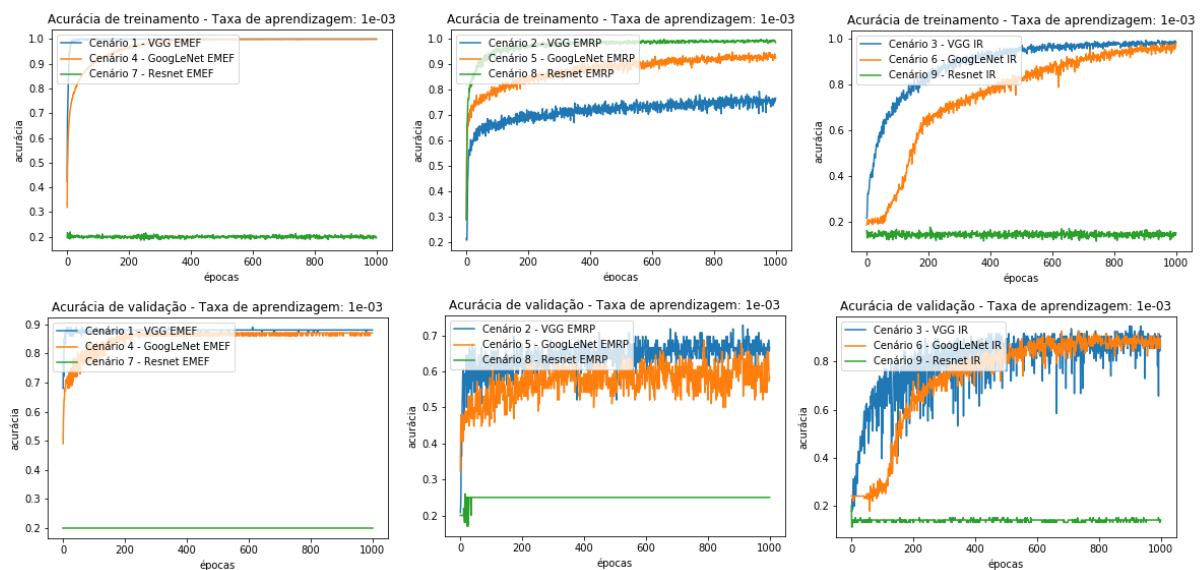 Acurácia de treinamento - Taxa de aprendizagem: 1e-03
Cenário 1 - VGG EMEF
Cenário 4 - GoogLeNet EMEF
Cenário 7 - Resnet EMEF
acurácia
1.0
0.9
0.8
0.7
0.6
0.5
0.4
0.3
0.2
0 200 400 600 800 1000
épocas
Acurácia de treinamento - Taxa de aprendizagem: 1e-03
Cenário 2 - VGG EMRP
Cenário 5 - GoogLeNet EMRP
Cenário 8 - Resnet EMRP
acurácia
1.0
0.9
0.8
0.7
0.6
0.5
0.4
0.3
0.2
0 200 400 600 800 1000
épocas
Acurácia de treinamento - Taxa de aprendizagem: 1e-03
Cenário 3 - VGG IR
Cenário 6 - GoogLeNet IR
Cenário 9 - Resnet IR
acurácia
1.0
0.8
0.6
0.4
0.2
0 200 400 600 800 1000
épocas
Acurácia de validação - Taxa de aprendizagem: 1e-03
Cenário 1 - VGG EMEF
Cenário 4 - GoogLeNet EMEF
Cenário 7 - Resnet EMEF
acurácia
0.9
0.8
0.7
0.6
0.5
0.4
0.3
0.2
0 200 400 600 800 1000
épocas
Acurácia de validação - Taxa de aprendizagem: 1e-03
Cenário 2 - VGG EMRP
Cenário 5 - GoogLeNet EMRP
Cenário 8 - Resnet EMRP
acurácia
0.7
0.6
0.5
0.4
0.3
0.2
0 200 400 600 800 1000
épocas
Acurácia de validação - Taxa de aprendizagem: 1e-03
Cenário 3 - VGG IR
Cenário 6 - GoogLeNet IR
Cenário 9 - Resnet IR
acurácia
0.8
0.6
0.4
0.2
0 200 400 600 800 1000
épocas